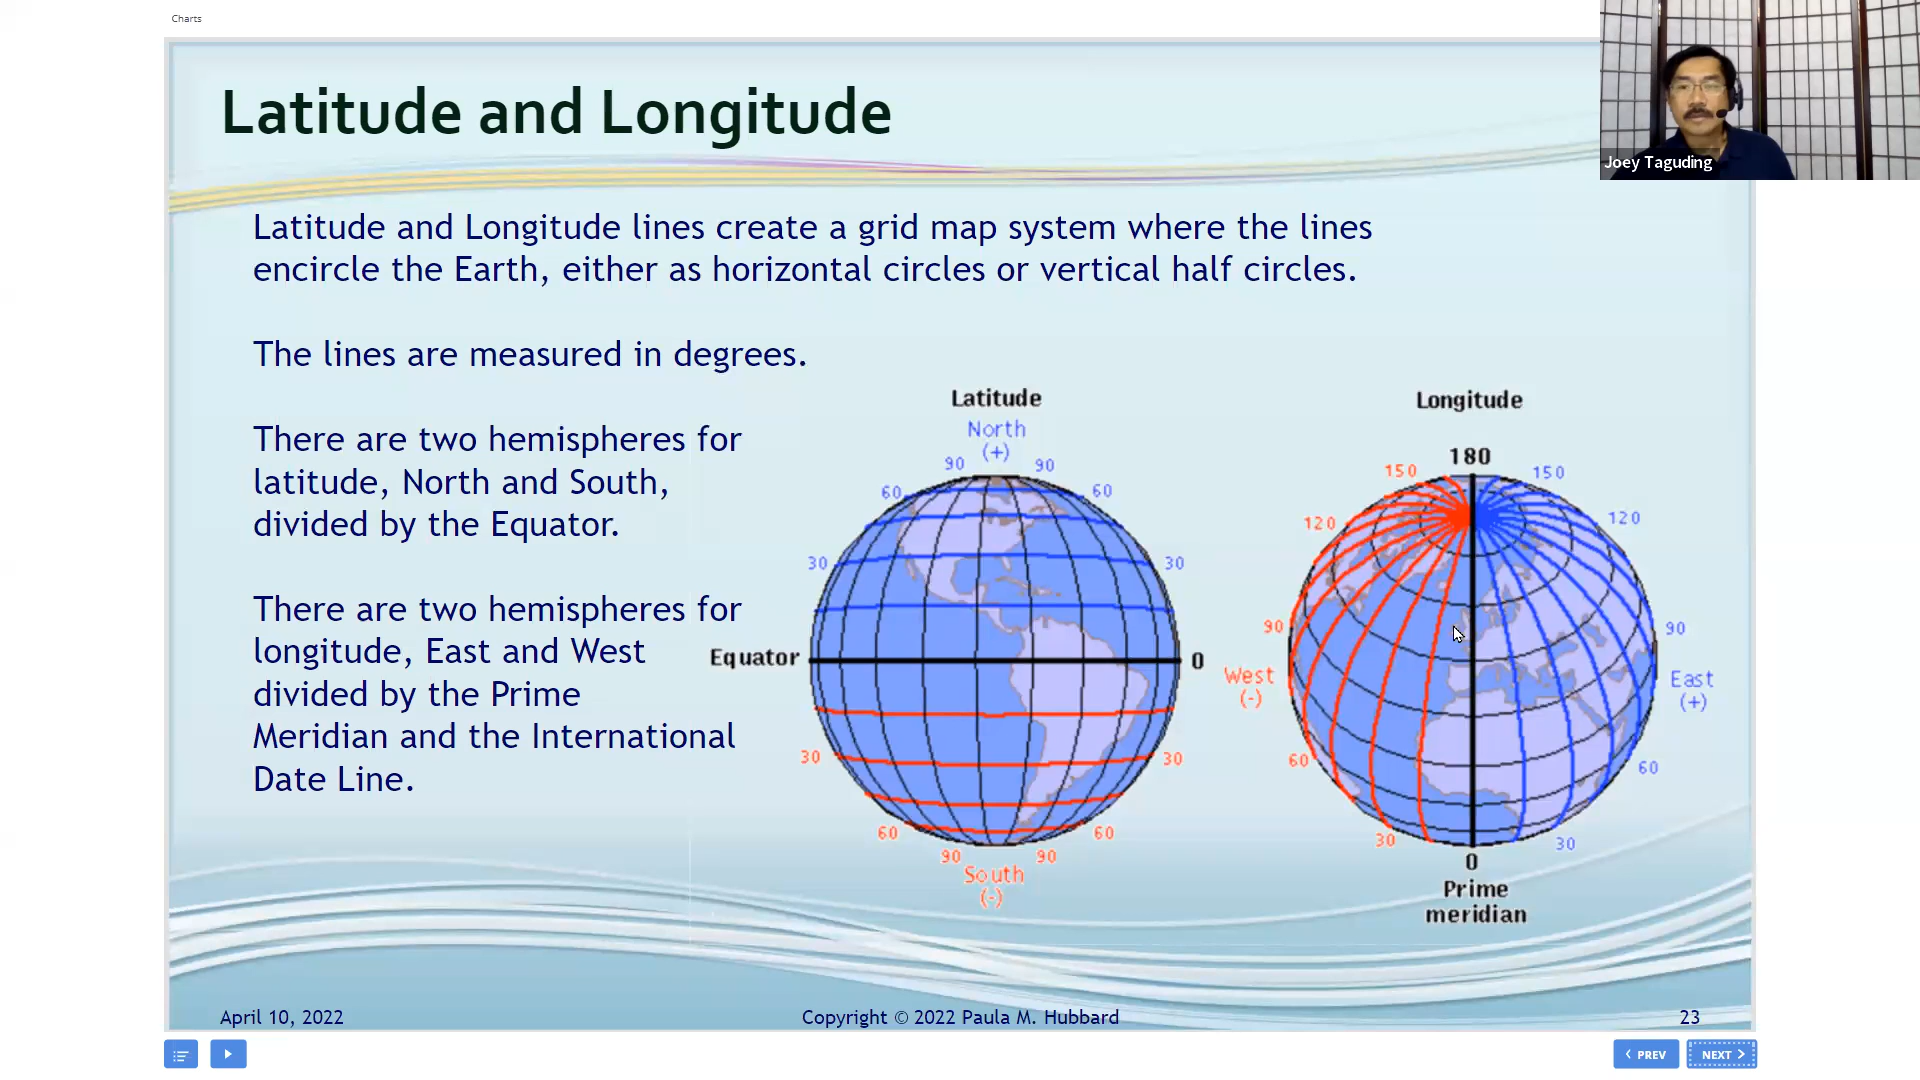 Charts
Joey Taguding
Latitude and Longitude
Latitude and Longitude lines create a grid map system where the lines
encircle the Earth, either as horizontal circles or vertical half circles.
The lines are measured in degrees.
There are two hemispheres for
latitude, North and South,
divided by the Equator.
There are two hemispheres for
longitude, East and West
divided by the Prime
Meridian and the International
Date Line.
Latitude
North
(+)
90 90
60 60
30 30
Equator 0
30 30
60 60
90 90
South
(-)
Longitude
180
150 150
120 120
90 90
West
(-)
East
(+)
60 60
30 30
0
Prime
meridian
April 10, 2022
Copyright © 2022 Paula M. Hubbard
23
PREV
NEXT